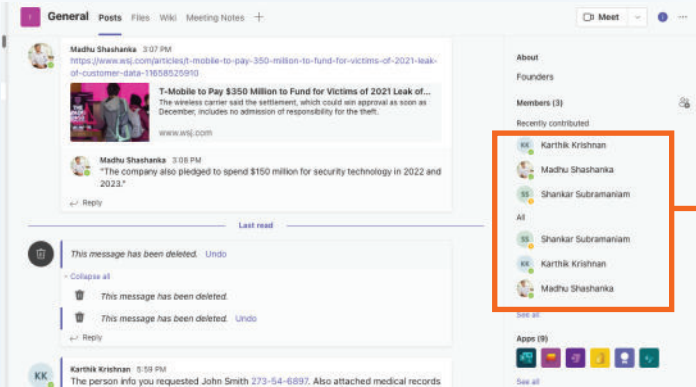 General Posts Files Wiki Meeting Notes +
Meet
Madhu Shashanka 3:07 PM
https://www.wsj.com/articles/t-mobile-to-pay-350-million-to-fund-for-victims-of-2021-leak-
of-customer-data-11658525910
T-Mobile to Pay $350 Million to Fund for Victims of 2021 Leak of...
The wireless carrier said the settlement, which could win approval as soon as
December, includes no admission of responsibility for the theft.
www.wsj.com
Madhu Shashanka 3:08 PM
"The company also pledged to spend $150 million for security technology in 2022 and
2023."
Reply
Last read
This message has been deleted. Undo
Collapse all
This message has been deleted.
This message has been deleted. Undo
Reply
KK
Karthik Krishnan 5:59 PM
The person info you requested John Smith 273-54-6897. Also attached medical records
About
Founders
Members (3)
Recently contributed
KK Karthik Krishnan
Madhu Shashanka
SS Shankar Subramaniam
All
SS Shankar Subramaniam
KK Karthik Krishnan
Madhu Shashanka
See all
Apps (9)
See all